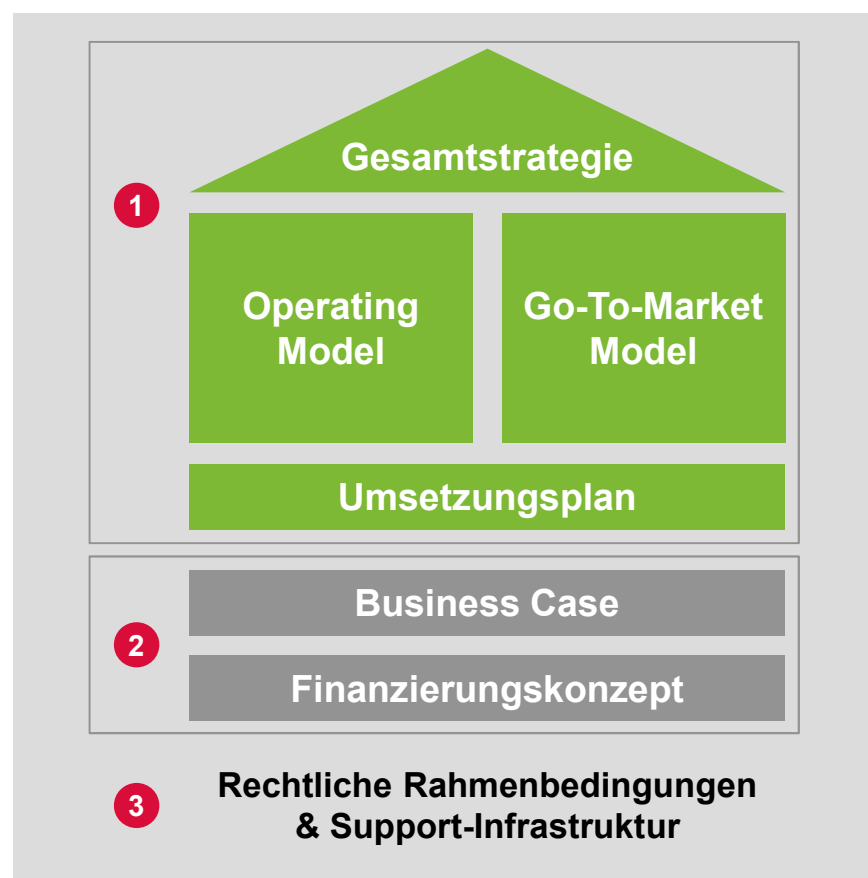 Gesamtstrategie
1
Operating
Model
Go-To-Market
Model
Umsetzungsplan
2
Business Case
Finanzierungskonzept
3
Rechtliche Rahmenbedingungen
& Support-Infrastruktur